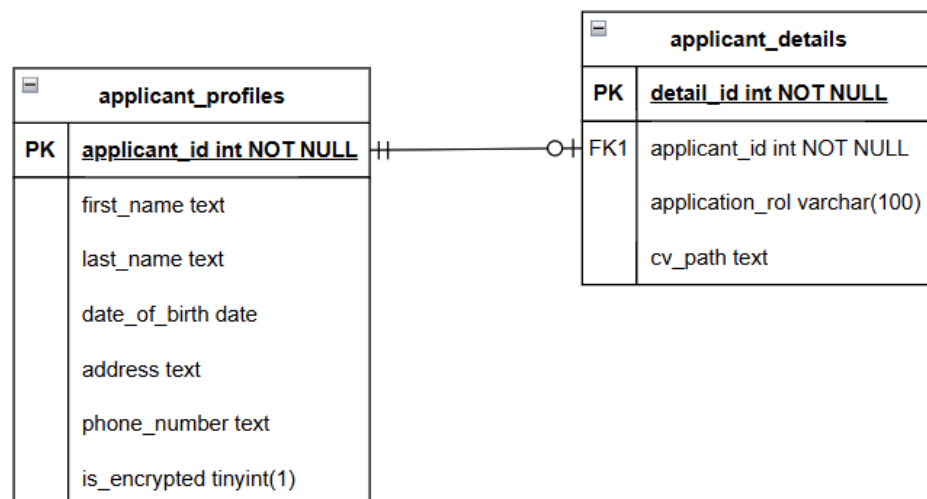 applicant_profiles
PK applicant_id int NOT NULL
first_name text
last_name text
date_of_birth date
address text
phone_number text
is_encrypted tinyint(1)
applicant_details
PK detail_id int NOT NULL
FK1 applicant_id int NOT NULL
application_rol varchar(100)
cv_path text